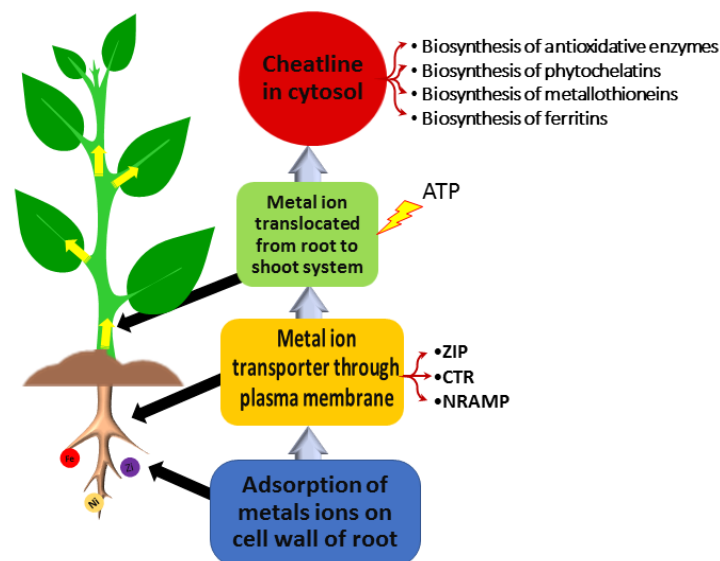 Cheatline
in cytosol
• Biosynthesis of antioxidative enzymes
• Biosynthesis of phytochelatins
• Biosynthesis of metallothioneins
• Biosynthesis of ferritins
Metal ion
translocated
from root to
shoot system
ATP
Metal ion
transporter through
plasma membrane
•ZIP
•CTR
•NRAMP
Fe
Zi
Ni
Adsorption of
metals ions on
cell wall of root